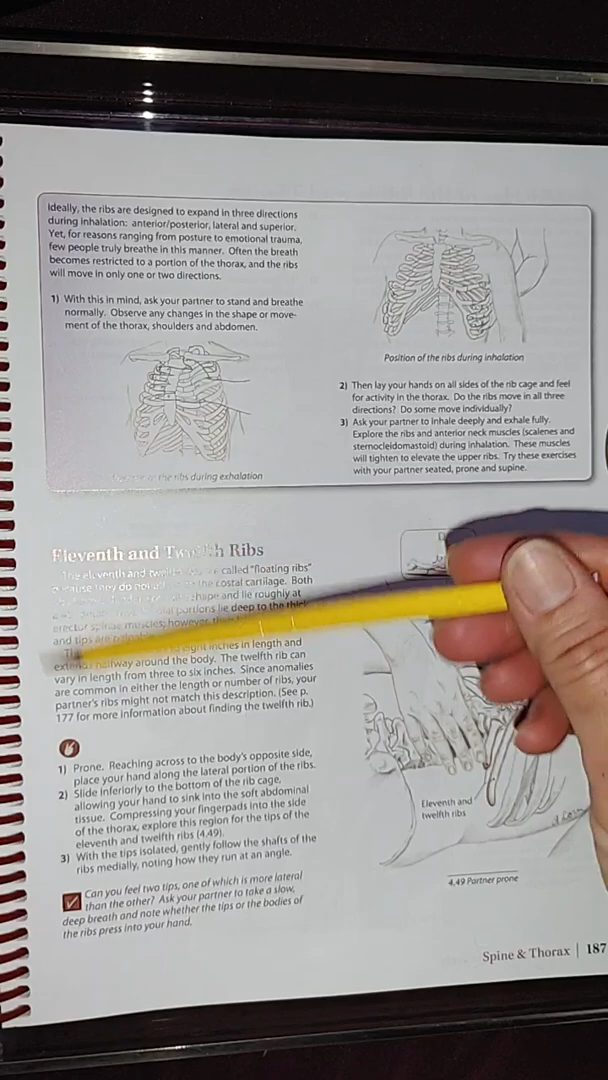 Ideally, the ribs are designed to expand in three directions
during inhalation: anterior/posterior, lateral and superior.
Yet, for reasons ranging from posture to emotional trauma,
few people truly breathe in this manner. Often the breath
becomes restricted to a portion of the thorax, and the ribs
will move in only one or two directions.
1) With this in mind, ask your partner to stand and breathe
normally. Observe any changes in the shape or move-
ment of the thorax, shoulders and abdomen.
of the ribs during exhalation
Position of the ribs during inhalation
2) Then lay your hands on all sides of the rib cage and feel
for activity in the thorax. Do the ribs move in all three
directions? Do some move individually?
3) Ask your partner to inhale deeply and exhale fully.
Explore the ribs and anterior neck muscles (scalenes and
sternocleidomastoid) during inhalation. These muscles
will tighten to elevate the upper ribs. Try these exercises
with your partner seated, prone and supine.
Eleventh and Twelfth Ribs
The eleventh and called "floating ribs"
they do not the costal cartilage. Both
shape and lie roughly at
portions lie deep to the
erector spinae muscles; however,
and tips are
inches in length and
extends halfway around the body. The twelfth rib can
vary in length from three to six inches. Since anomalies
are common in either the length or number of ribs, your
partner's ribs might not match this description. (See p.
177 for more information about finding the twelfth rib.)
1) Prone. Reaching across to the body's opposite side,
place your hand along the lateral portion of the ribs.
2) Slide inferiorly to the bottom of the rib cage,
allowing your hand to sink into the soft abdominal
tissue. Compressing your fingerpads into the side
of the thorax, explore this region for the tips of the
eleventh and twelfth ribs (4.49).
3) With the tips isolated, gently follow the shafts of the
ribs medially, noting how they run at an angle.
Can you feel two tips, one of which is more lateral
than the other? Ask your partner to take a slow,
deep breath and note whether the tips or the bodies of
the ribs press into your hand.
Eleventh and
twelfth ribs
4.49 Partner prone
Spine & Thorax | 187